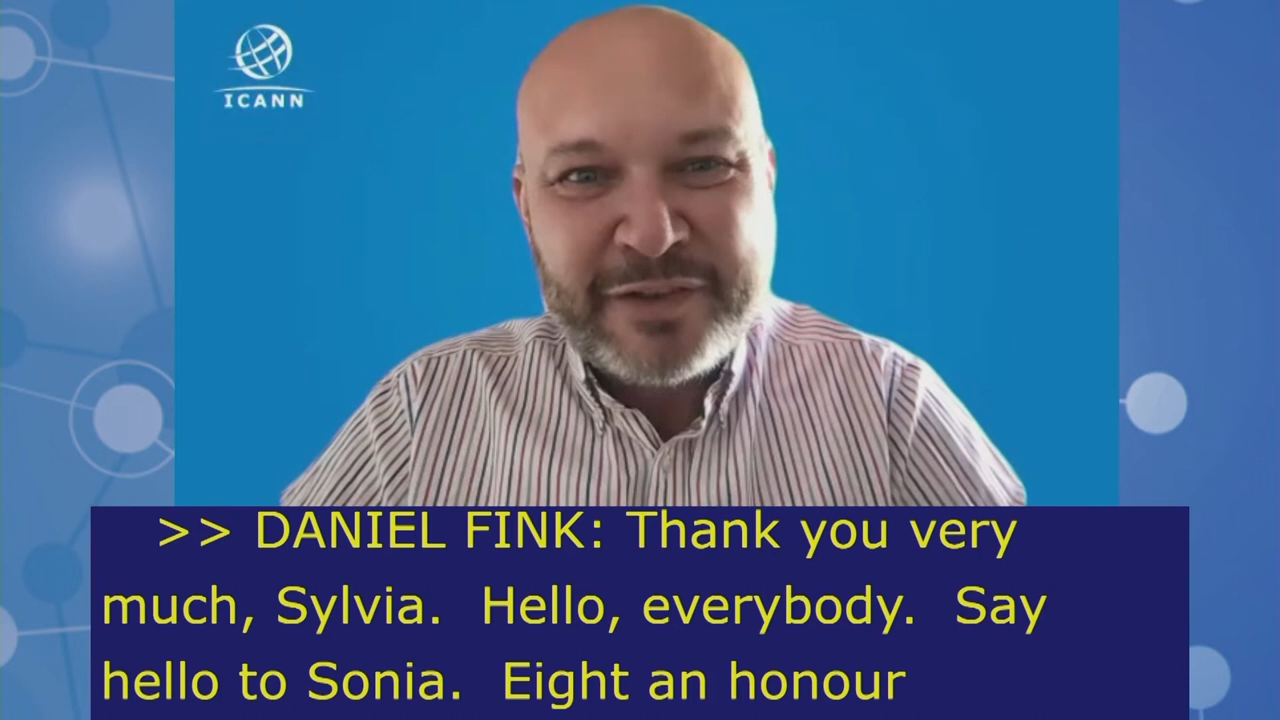 ICANN
>> DANIEL FINK: Thank you very
much, Sylvia.  Hello, everybody.  Say
hello to Sonia.  Eight an honour